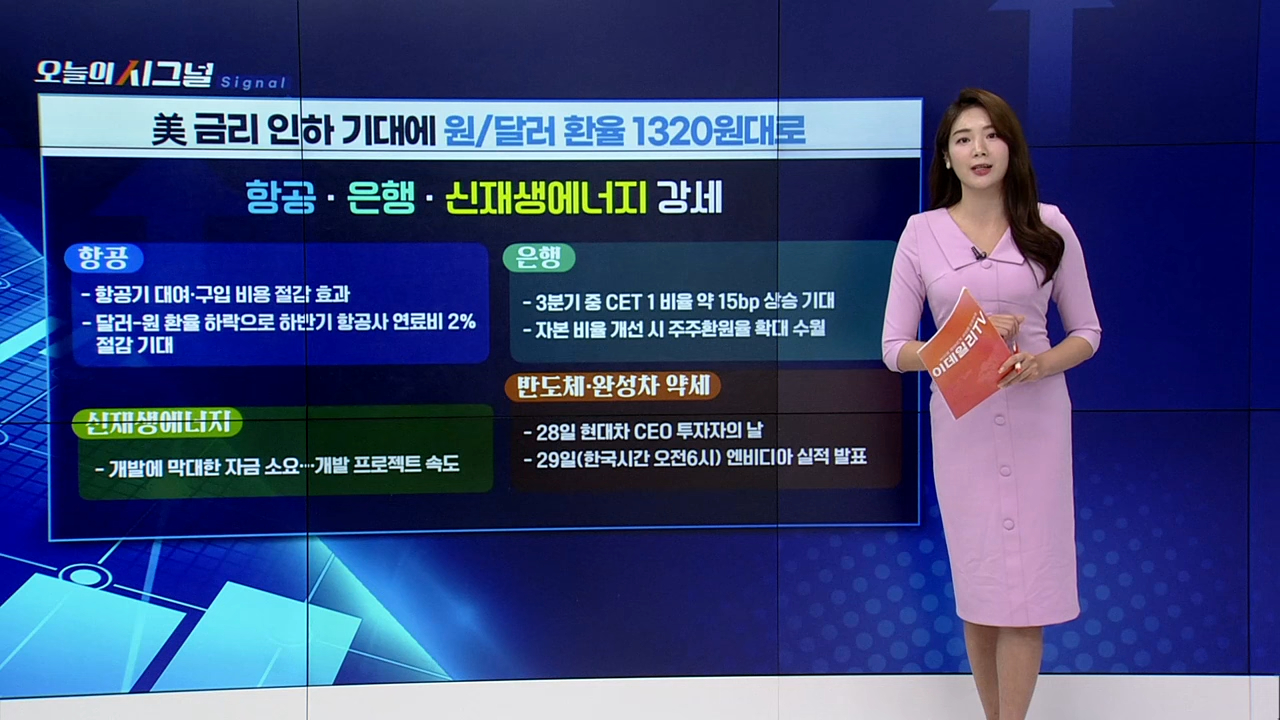 오늘의 시그널 Signal
美 금리 인하 기대에 원/달러 환율 1320원대로
항공 · 은행 · 신재생에너지 강세
항공
- 항공기 대여·구입 비용 절감 효과
- 달러-원 환율 하락으로 하반기 항공사 연료비 2%
절감 기대
은행
- 3분기 중 CET 1 비율 약 15bp 상승 기대
- 자본 비율 개선 시 주주환원율 확대 수월
신재생에너지
- 개발에 막대한 자금 소요…개발 프로젝트 속도
반도체·완성차 약세
- 28일 현대차 CEO 투자자의 날
- 29일(한국시간 오전6시) 엔비디아 실적 발표
이데일리TV